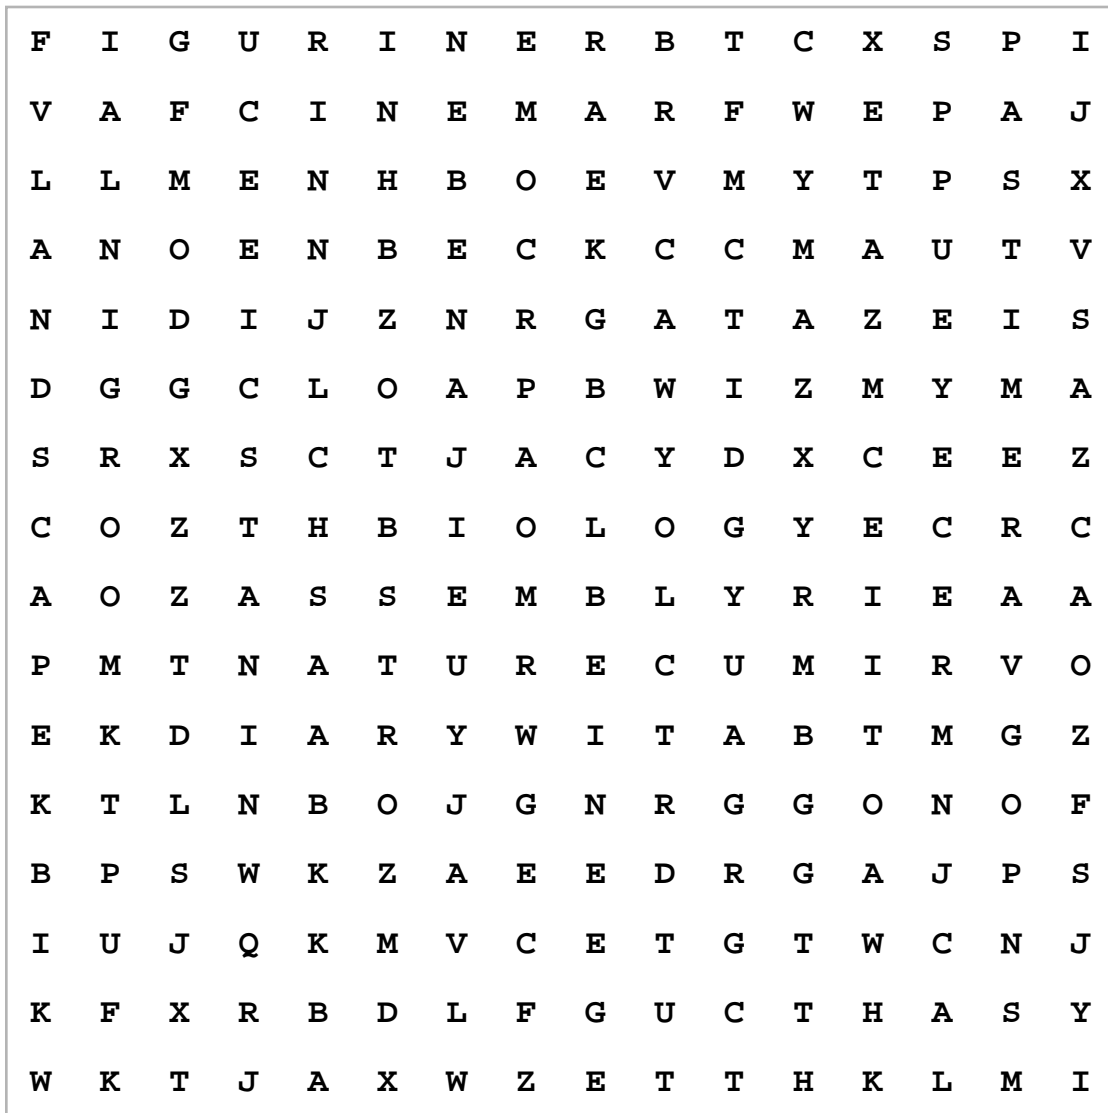 F I G U R I N E R B T C X S P I
V A F C I N E M A R F W E P A J
L L M E N H B O E V M Y T P S X
A N O E N B E C K C C M A U T V
N I D I J Z N R G A T A Z E I S
D G G C L O A P B W I Z M Y M A
S R X S C T J A C Y D X C E E Z
C O Z T H B I O L O G Y E C R C
A O Z A S S E M B L Y R I E A A
P M T N A T U R E C U M I R V O
E K D I A R Y W I T A B T M G Z
K T L N B O J G N R G G O N O F
B P S W K Z A E E D R G A J P S
I U J Q K M V C E T G T W C N J
K F X R B D L F G U C T H A S Y
W K T J A X W Z E T T H K L M I